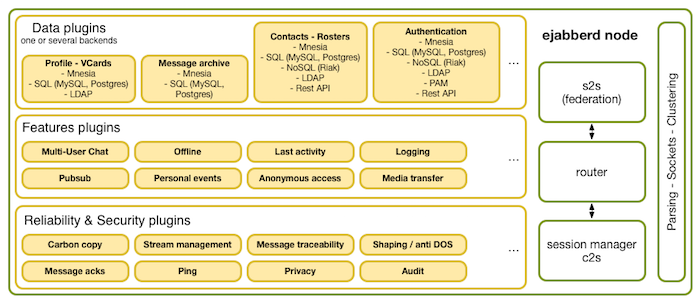 Data plugins
one or several backends
Profile - VCards
- Mnesia
- SQL (MySQL, Postgres)
- LDAP
Message archive
- Mnesia
- SQL (MySQL,
Postgres)
Contacts - Rosters
- Mnesia
- SQL (MySQL, Postgres)
- NoSQL (Riak)
- LDAP
- Rest API
Authentication
- Mnesia
- SQL (MySQL, Postgres)
- NoSQL (Riak)
- LDAP
- PAM
- Rest API
...
Features plugins
Multi-User Chat
Offline
Last activity
Logging
Pubsub
Personal events
Anonymous access
Media transfer
...
Reliability & Security plugins
Carbon copy
Stream management
Message traceability
Shaping / anti DOS
Message acks
Ping
Privacy
Audit
...
ejabberd node
s2s
(federation)
router
session manager
c2s
Parsing - Sockets - Clustering